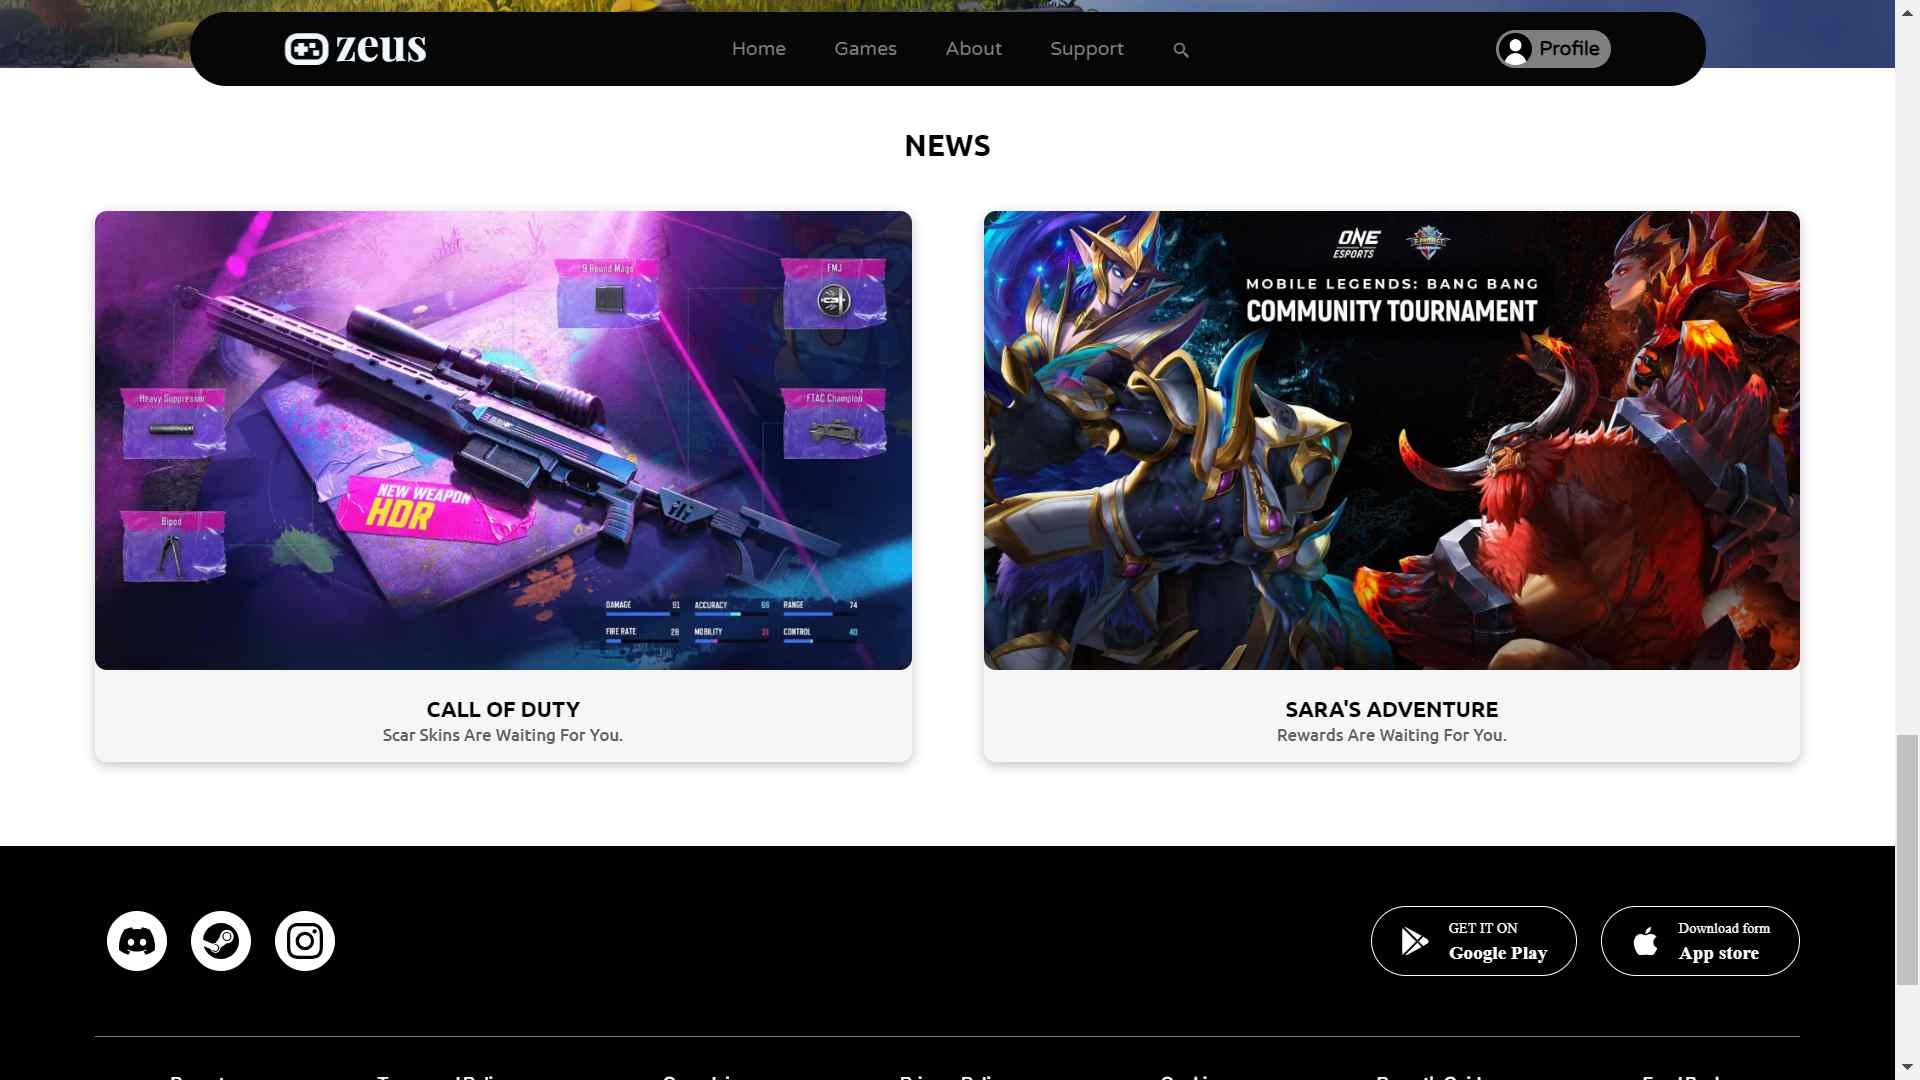 zeus
Home
Games
About
Support
Profile
NEWS
9 Round Mags
FMJ
Heavy Suppressor
FTAC Champion
NEW WEAPON
HDR
Bipod
DAMAGE 91
ACCURACY
RANGE 74
FIRE RATE 28
MOBILITY 31
CONTROL 40
ONE
ESPORTS
MOBILE LEGENDS: BANG BANG
COMMUNITY TOURNAMENT
CALL OF DUTY
Scar Skins Are Waiting For You.
SARA'S ADVENTURE
Rewards Are Waiting For You.
GET IT ON
Google Play
Download form
App store